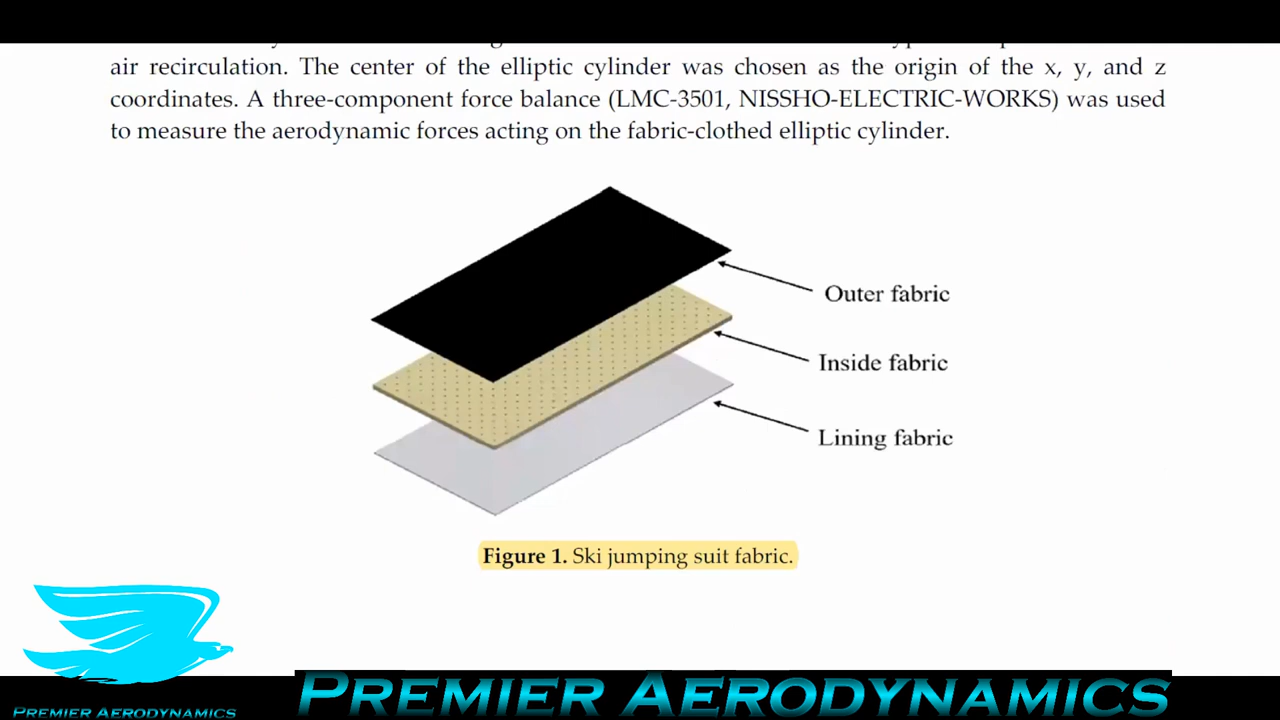 air recirculation. The center of the elliptic cylinder was chosen as the origin of the x, y, and z
coordinates. A three-component force balance (LMC-3501, NISSHO-ELECTRIC-WORKS) was used
to measure the aerodynamic forces acting on the fabric-clothed elliptic cylinder.
Outer fabric
Inside fabric
Lining fabric
Figure 1. Ski jumping suit fabric.
PREMIER AERODYNAMICS
PREMIER AERODYNAMICS